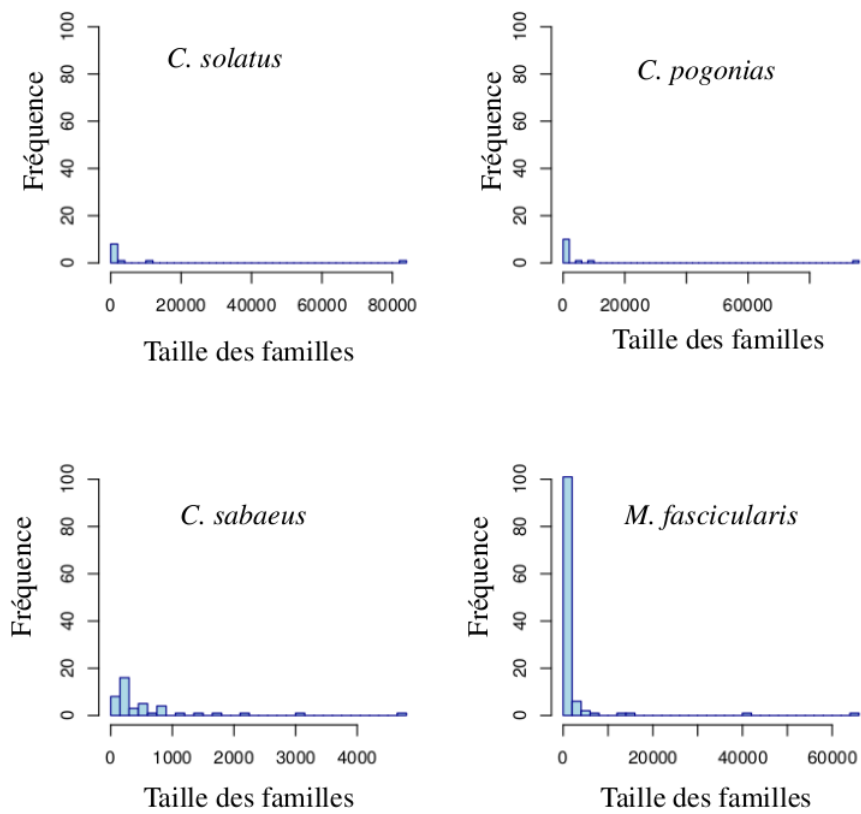 C. solatus
Fréquence
0 20 40 60 80 100
0 20000 40000 60000 80000
Taille des familles
C. pogonias
Fréquence
0 20 40 60 80 100
0 20000 60000
Taille des familles
C. sabaeus
Fréquence
0 20 40 60 80 100
0 1000 2000 3000 4000
Taille des familles
M. fascicularis
Fréquence
0 20 40 60 80 100
0 20000 40000 60000
Taille des familles